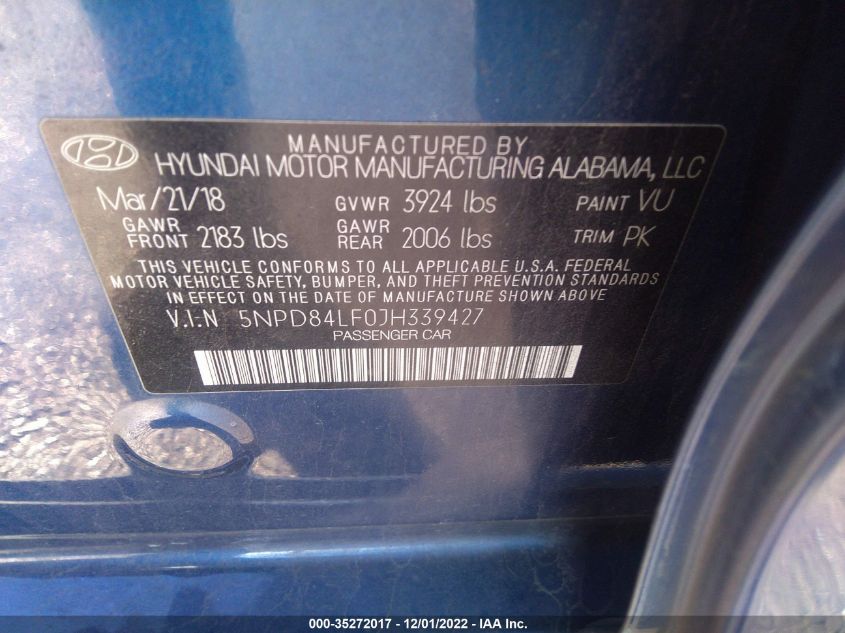 MANUFACTURED BY
HYUNDAI MOTOR MANUFACTURING ALABAMA, LLC
Mar/21/18 GVWR 3924 lbs PAINT VU
GAWR FRONT 2183 lbs GAWR REAR 2006 lbs TRIM PK
THIS VEHICLE CONFORMS TO ALL APPLICABLE U.S.A. FEDERAL
MOTOR VEHICLE SAFETY, BUMPER, AND THEFT PREVENTION STANDARDS
IN EFFECT ON THE DATE OF MANUFACTURE SHOWN ABOVE
V.I.N 5NPD84LF0JH339427
PASSENGER CAR
000-35272017 - 12/01/2022 - IAA Inc.